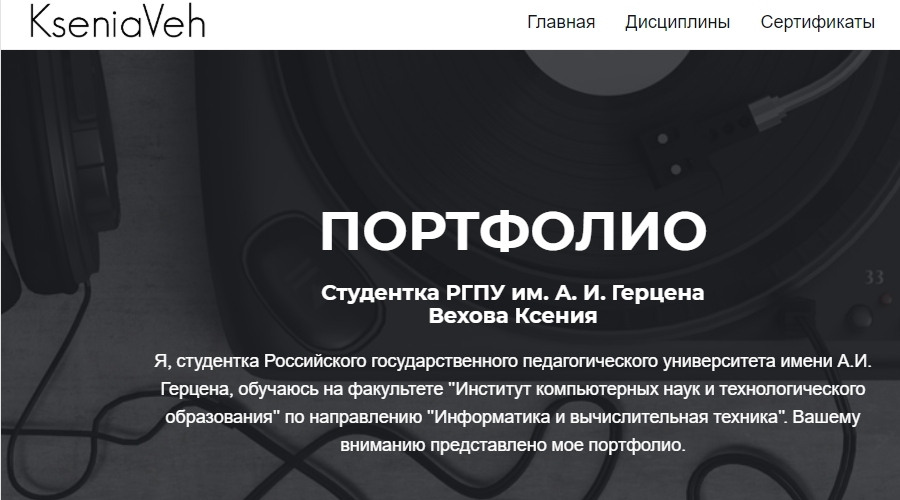 KseniaVeh
Главная Дисциплины Сертификаты
33
ПОРТФОЛИО
Студентка РГПУ им. А. И. Герцена
Вехова Ксения
Я, студентка Российского государственного педагогического университета имени А.И.
Герцена, обучаюсь на факультете "Институт компьютерных наук и технологического
образования" по направлению "Информатика и вычислительная техника". Вашему
вниманию представлено мое портфолио.